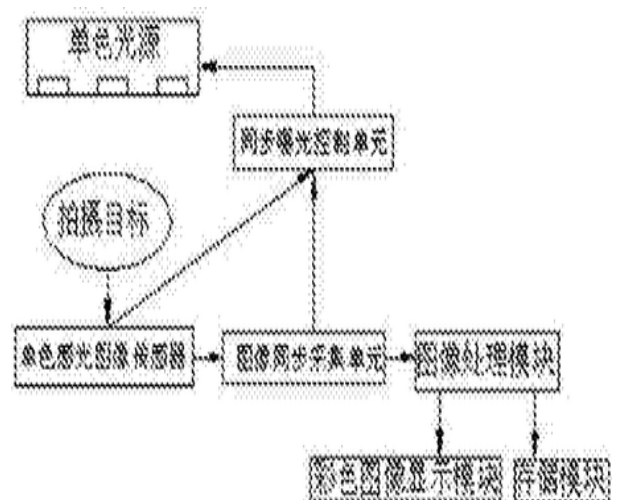 单色光源
同步曝光控制单元
拍摄目标
单色感光图像传感器
图像同步采集单元
图像处理模块
彩色图像显示模块
存储模块